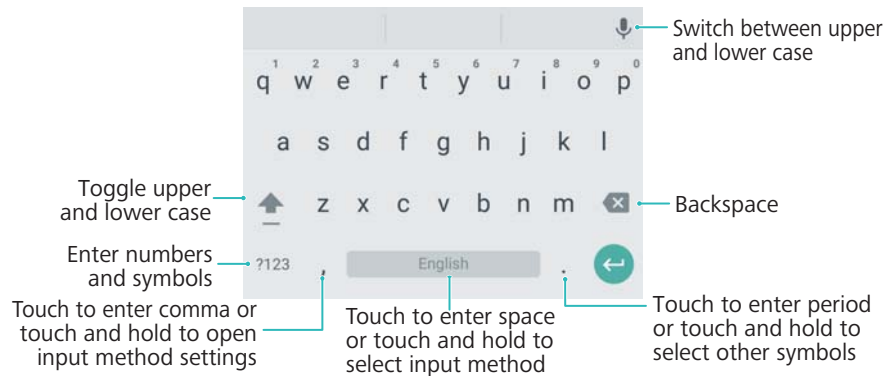 Switch between upper
and lower case
1 2 3 4 5 6 7 8 9 0
q w e r t y u i o p
a s d f g h j k l
Toggle upper
and lower case
z x c v b n m
Backspace
Enter numbers
and symbols
?123 , English .
Touch to enter comma or
touch and hold to open
input method settings
Touch to enter space
or touch and hold to
select input method
Touch to enter period
or touch and hold to
select other symbols